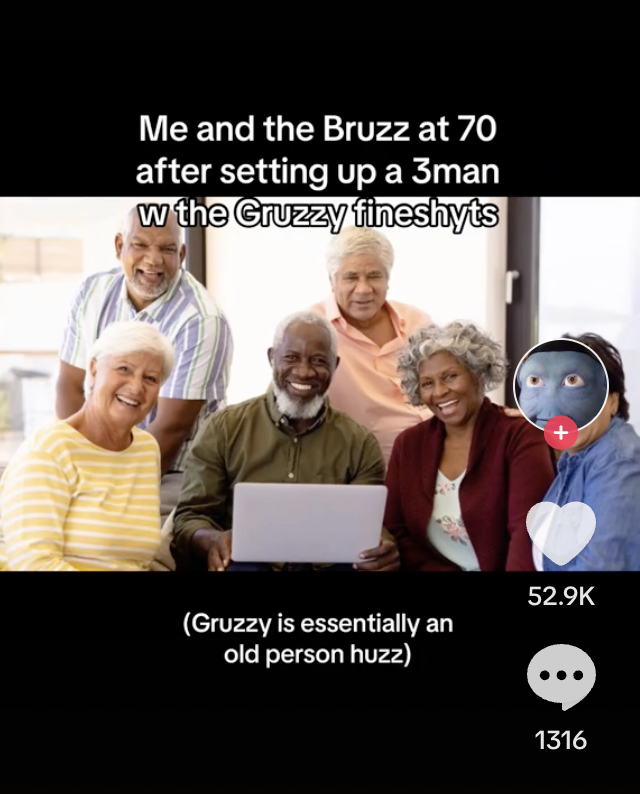 Me and the Bruzz at 70
after setting up a 3man
w the Gruzzy fineshyts
52.9K
(Gruzzy is essentially an
old person huzz)
1316